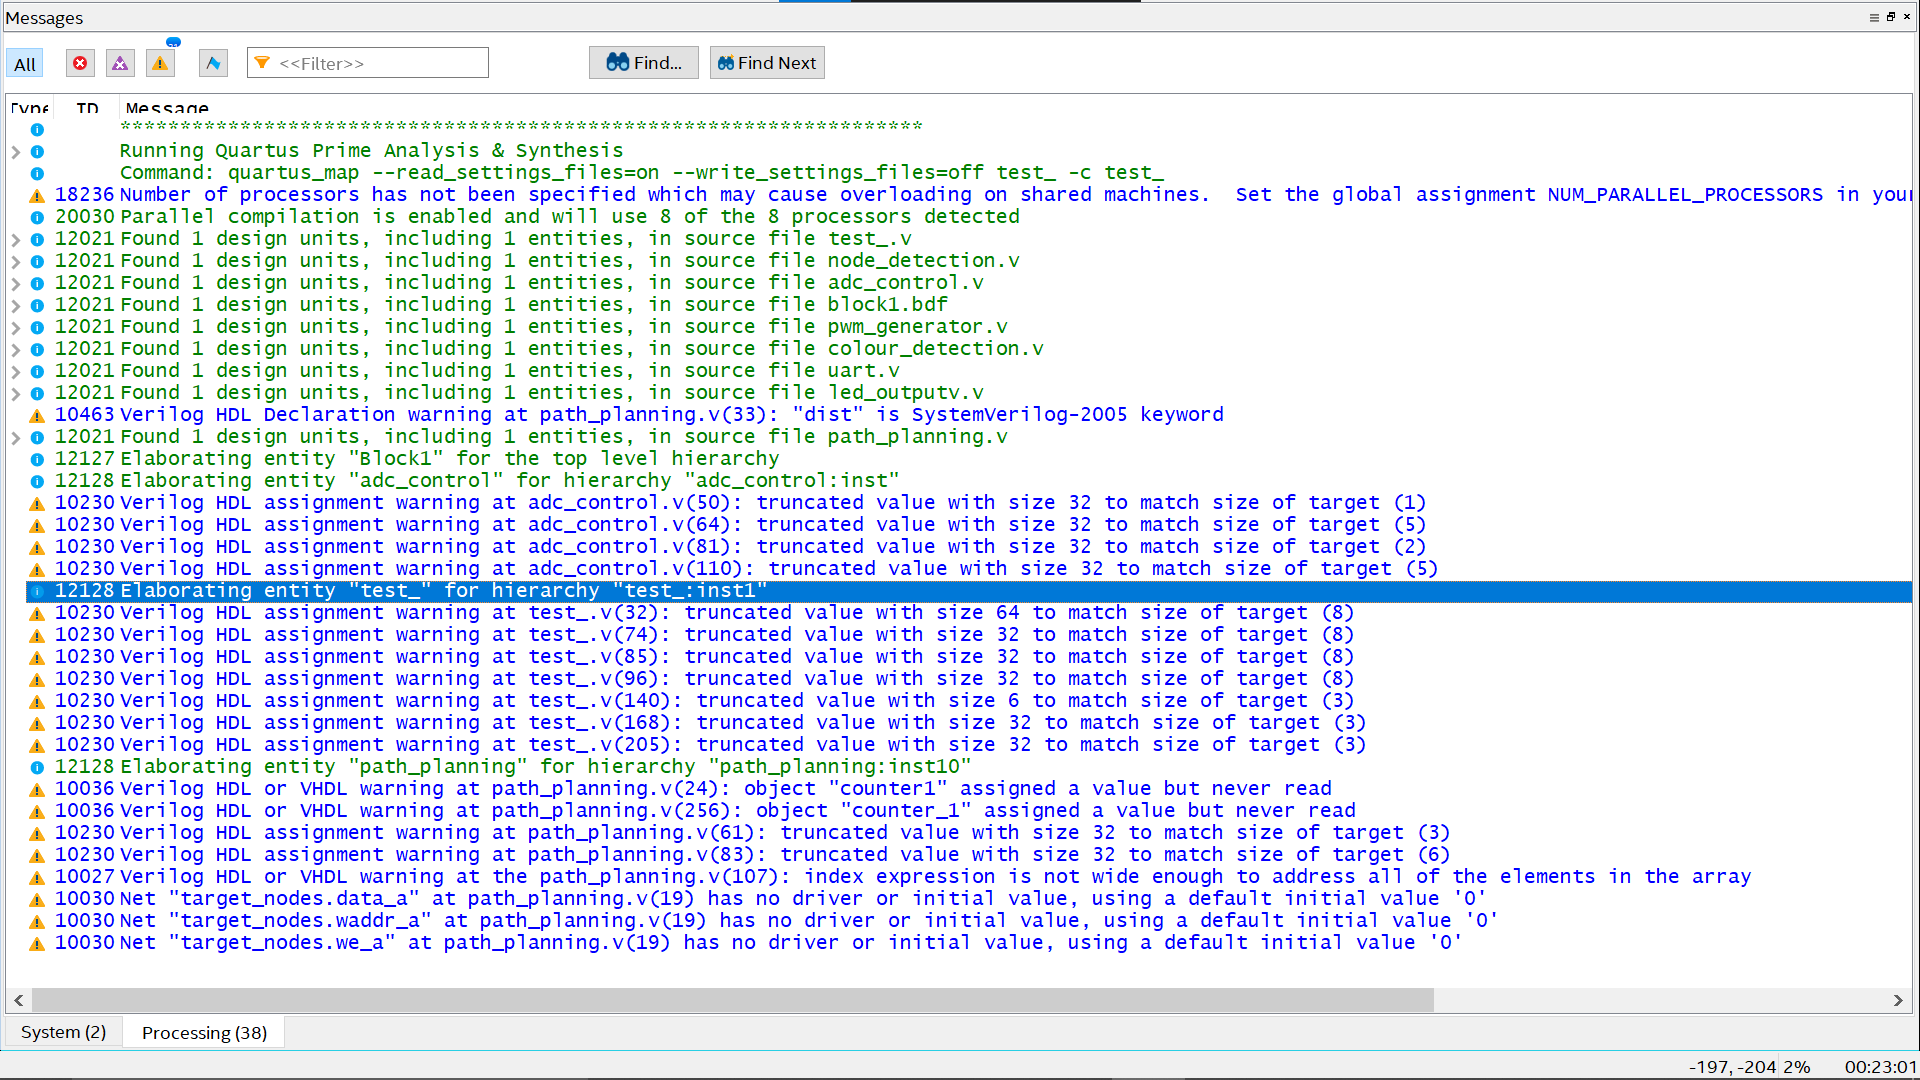 Messages
All
<<Filter>>
Find...
Find Next
Type ID Message
*******************************************************************
Running Quartus Prime Analysis & Synthesis
Command: quartus_map --read_settings_files=on --write_settings_files=off test_ -c test_
18236 Number of processors has not been specified which may cause overloading on shared machines.  Set the global assignment NUM_PARALLEL_PROCESSORS in your
20030 Parallel compilation is enabled and will use 8 of the 8 processors detected
12021 Found 1 design units, including 1 entities, in source file test_.v
12021 Found 1 design units, including 1 entities, in source file node_detection.v
12021 Found 1 design units, including 1 entities, in source file adc_control.v
12021 Found 1 design units, including 1 entities, in source file block1.bdf
12021 Found 1 design units, including 1 entities, in source file pwm_generator.v
12021 Found 1 design units, including 1 entities, in source file colour_detection.v
12021 Found 1 design units, including 1 entities, in source file uart.v
12021 Found 1 design units, including 1 entities, in source file led_outputv.v
10463 Verilog HDL Declaration warning at path_planning.v(33): "dist" is SystemVerilog-2005 keyword
12021 Found 1 design units, including 1 entities, in source file path_planning.v
12127 Elaborating entity "Block1" for the top level hierarchy
12128 Elaborating entity "adc_control" for hierarchy "adc_control:inst"
10230 Verilog HDL assignment warning at adc_control.v(50): truncated value with size 32 to match size of target (1)
10230 Verilog HDL assignment warning at adc_control.v(64): truncated value with size 32 to match size of target (5)
10230 Verilog HDL assignment warning at adc_control.v(81): truncated value with size 32 to match size of target (2)
10230 Verilog HDL assignment warning at adc_control.v(110): truncated value with size 32 to match size of target (5)
12128 Elaborating entity "test_" for hierarchy "test_:inst1"
10230 Verilog HDL assignment warning at test_.v(32): truncated value with size 64 to match size of target (8)
10230 Verilog HDL assignment warning at test_.v(74): truncated value with size 32 to match size of target (8)
10230 Verilog HDL assignment warning at test_.v(85): truncated value with size 32 to match size of target (8)
10230 Verilog HDL assignment warning at test_.v(96): truncated value with size 32 to match size of target (8)
10230 Verilog HDL assignment warning at test_.v(140): truncated value with size 6 to match size of target (3)
10230 Verilog HDL assignment warning at test_.v(168): truncated value with size 32 to match size of target (3)
10230 Verilog HDL assignment warning at test_.v(205): truncated value with size 32 to match size of target (3)
12128 Elaborating entity "path_planning" for hierarchy "path_planning:inst10"
10036 Verilog HDL or VHDL warning at path_planning.v(24): object "counter1" assigned a value but never read
10036 Verilog HDL or VHDL warning at path_planning.v(256): object "counter_1" assigned a value but never read
10230 Verilog HDL assignment warning at path_planning.v(61): truncated value with size 32 to match size of target (3)
10230 Verilog HDL assignment warning at path_planning.v(83): truncated value with size 32 to match size of target (6)
10027 Verilog HDL or VHDL warning at the path_planning.v(107): index expression is not wide enough to address all of the elements in the array
10030 Net "target_nodes.data_a" at path_planning.v(19) has no driver or initial value, using a default initial value '0'
10030 Net "target_nodes.waddr_a" at path_planning.v(19) has no driver or initial value, using a default initial value '0'
10030 Net "target_nodes.we_a" at path_planning.v(19) has no driver or initial value, using a default initial value '0'
System (2)
Processing (38)
-197, -204 2% 00:23:01